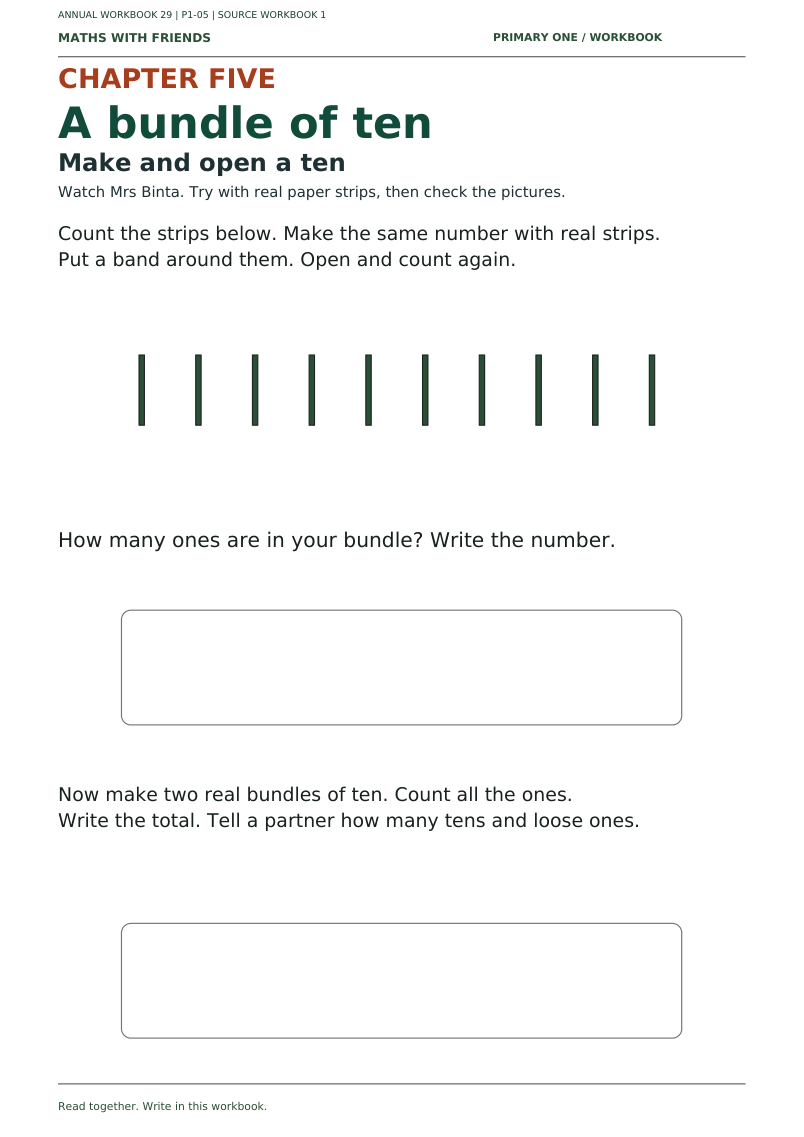 ANNUAL WORKBOOK 29 | P1-05 | SOURCE WORKBOOK 1
MATHS WITH FRIENDS
PRIMARY ONE / WORKBOOK
CHAPTER FIVE
A bundle of ten
Make and open a ten
Watch Mrs Binta. Try with real paper strips, then check the pictures.
Count the strips below. Make the same number with real strips.
Put a band around them. Open and count again.
How many ones are in your bundle? Write the number.
Now make two real bundles of ten. Count all the ones.
Write the total. Tell a partner how many tens and loose ones.
Read together. Write in this workbook.